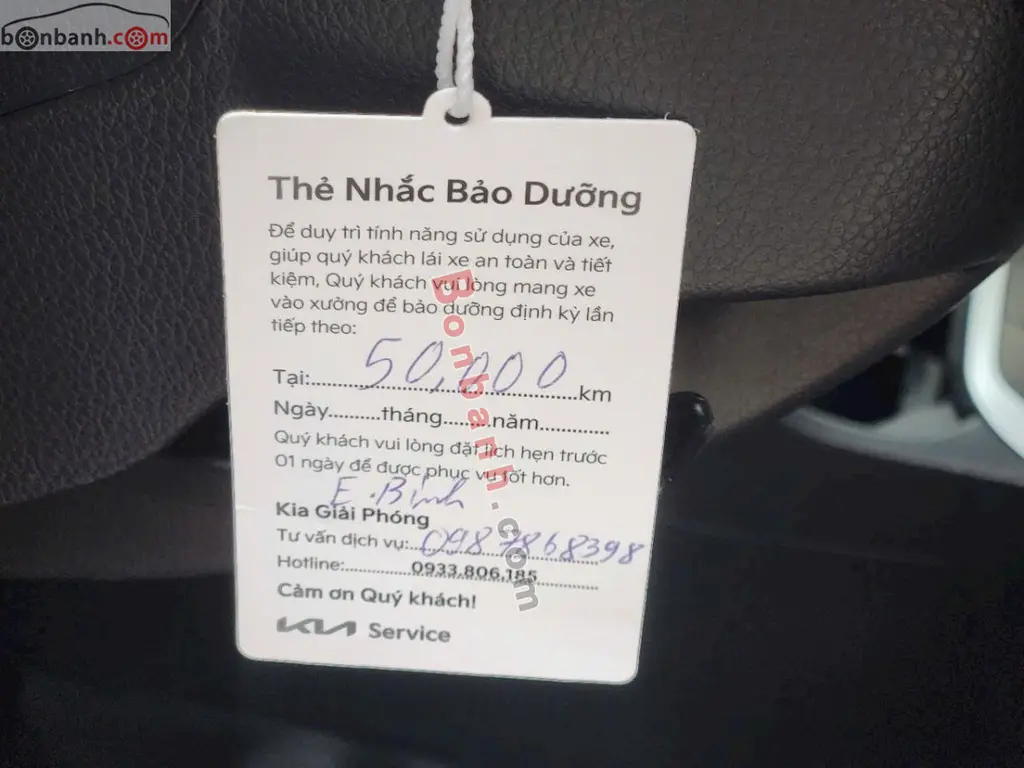 bonbanh.com
Thẻ Nhắc Bảo Dưỡng
Để duy trì tính năng sử dụng của xe,
giúp quý khách lái xe an toàn và tiết
kiệm, Quý khách vui lòng mang xe
vào xưởng để bảo dưỡng định kỳ lần
tiếp theo:
Tại:..........50,000..........km
Ngày..........tháng.........năm.............
Quý khách vui lòng đặt lịch hẹn trước
01 ngày để được phục vụ tốt hơn.
E.Bình
Kia Giải Phóng
Tư vấn dịch vụ: 0987868398
Hotline:............0933.806.185............
Cảm ơn Quý khách!
KIA Service
Bonbanh.com